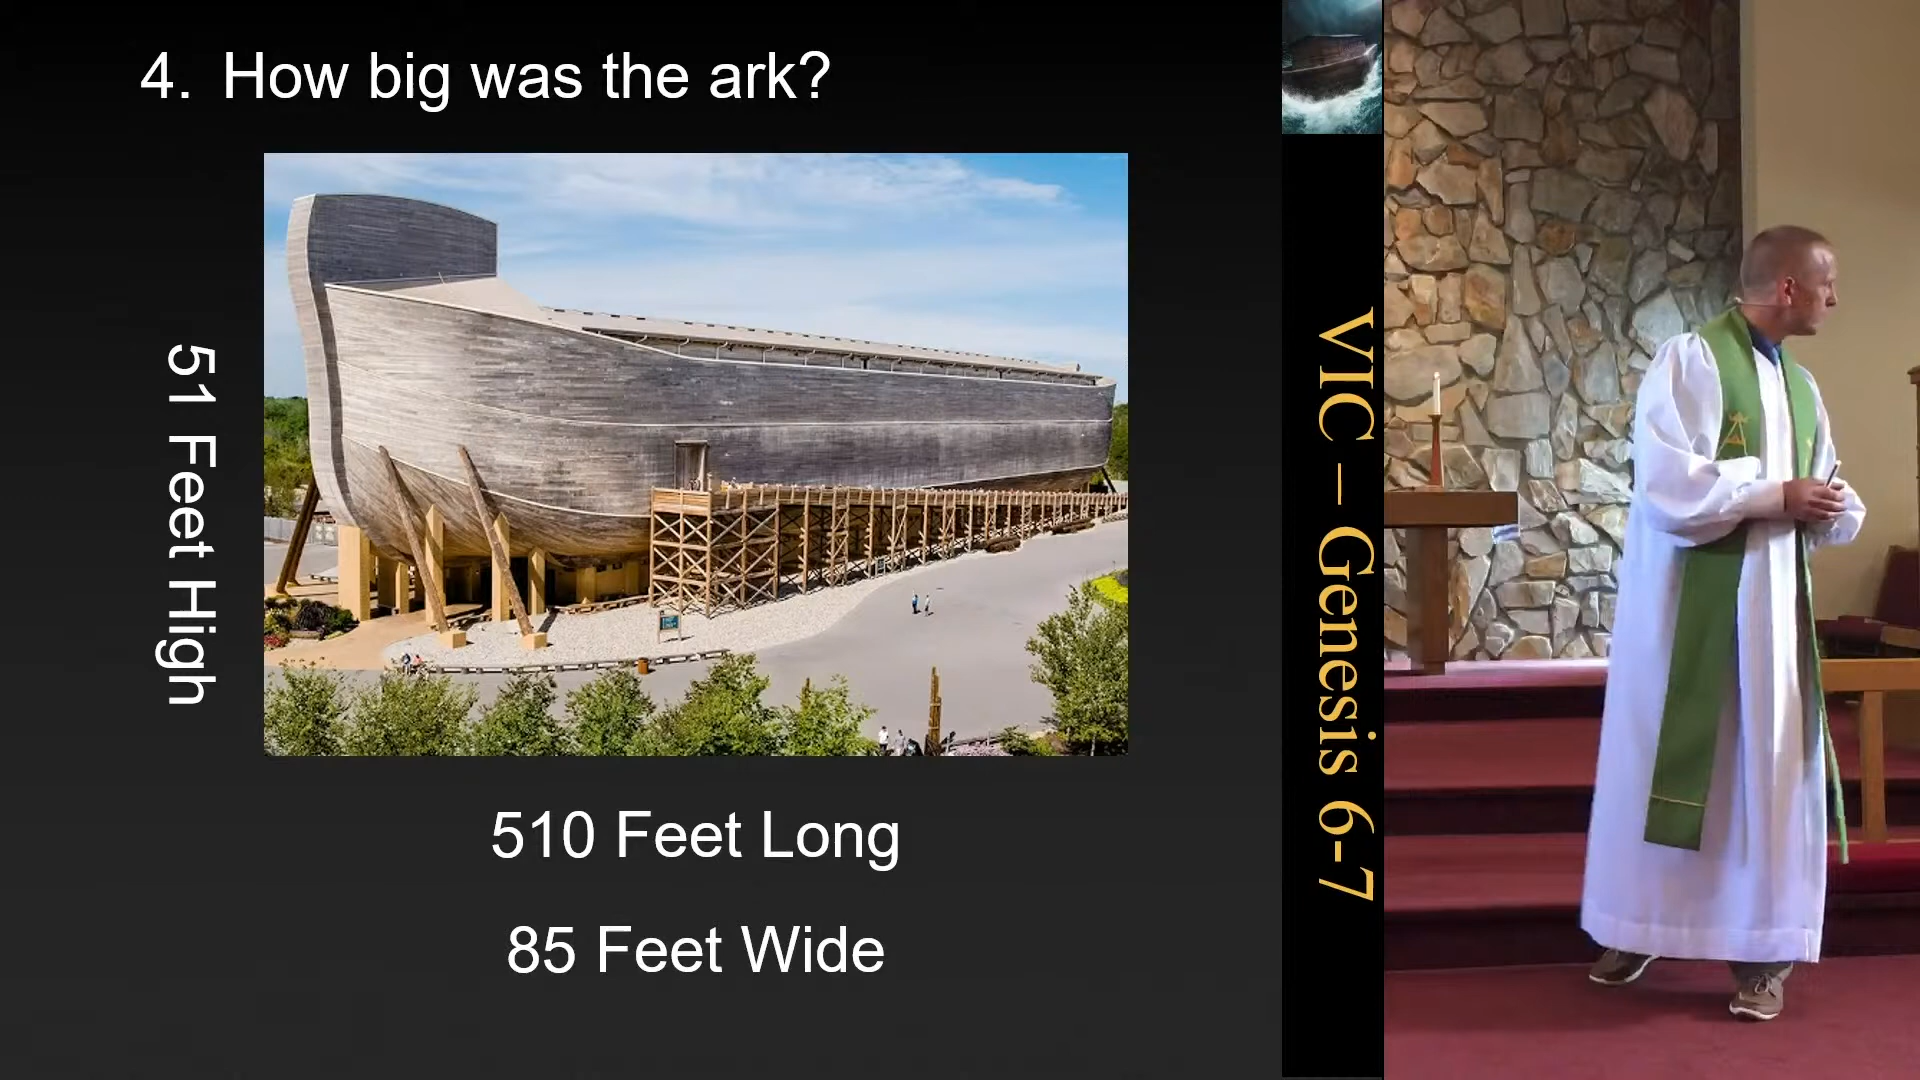 4. How big was the ark?
51 Feet High
510 Feet Long
85 Feet Wide
VIC – Genesis 6-7